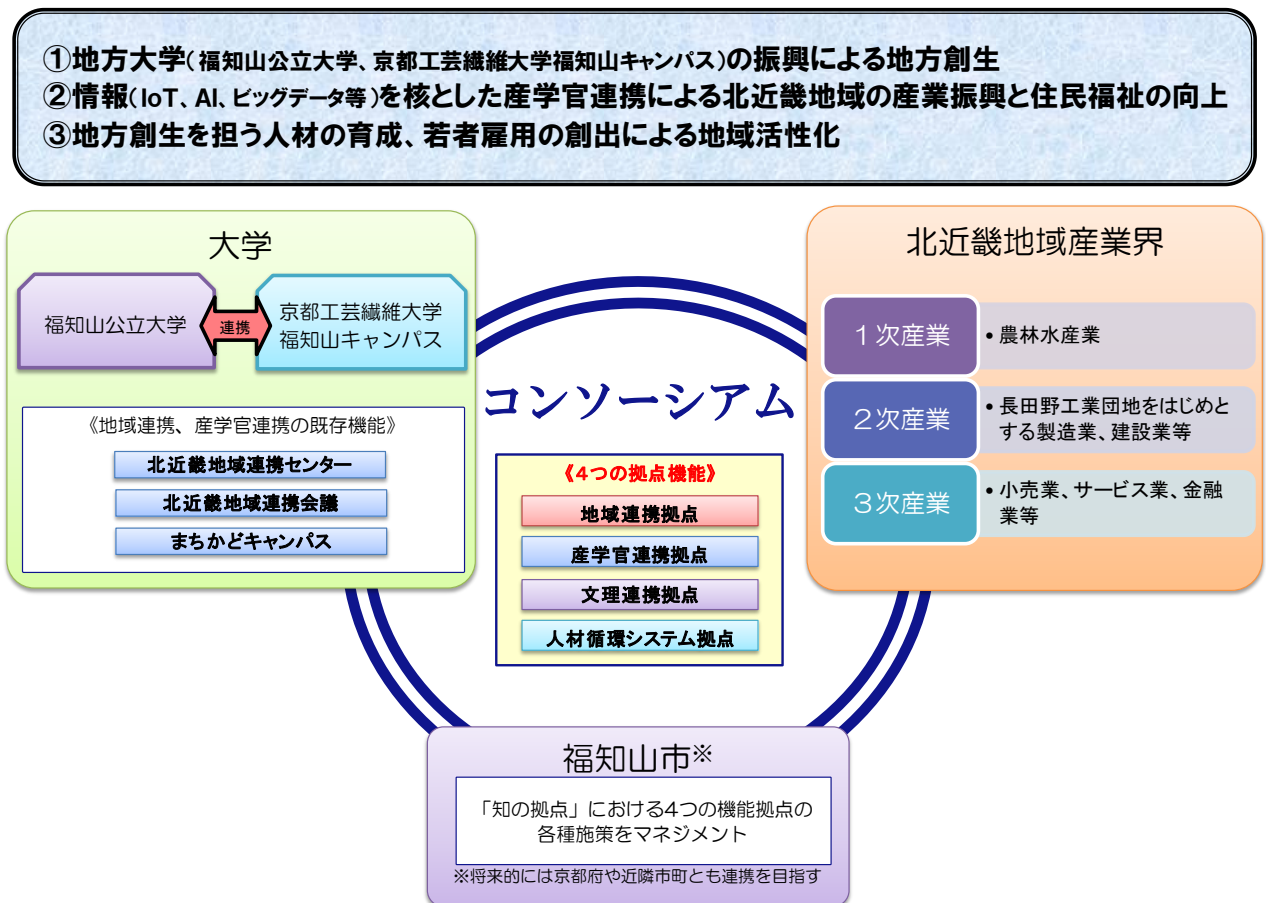 ①地方大学(福知山公立大学、京都工芸繊維大学福知山キャンパス)の振興による地方創生
②情報(IoT、AI、ビッグデータ等)を核とした産学官連携による北近畿地域の産業振興と住民福祉の向上
③地方創生を担う人材の育成、若者雇用の創出による地域活性化
大学
福知山公立大学
連携
京都工芸繊維大学
福知山キャンパス
《地域連携、産学官連携の既存機能》
北近畿地域連携センター
北近畿地域連携会議
まちかどキャンパス
コンソーシアム
《4つの拠点機能》
地域連携拠点
産学官連携拠点
文理連携拠点
人材循環システム拠点
北近畿地域産業界
1次産業
•農林水産業
2次産業
•長田野工業団地をはじめと
する製造業、建設業等
3次産業
•小売業、サービス業、金融
業等
福知山市※
「知の拠点」における4つの機能拠点の
各種施策をマネジメント
※将来的には京都府や近隣市町とも連携を目指す